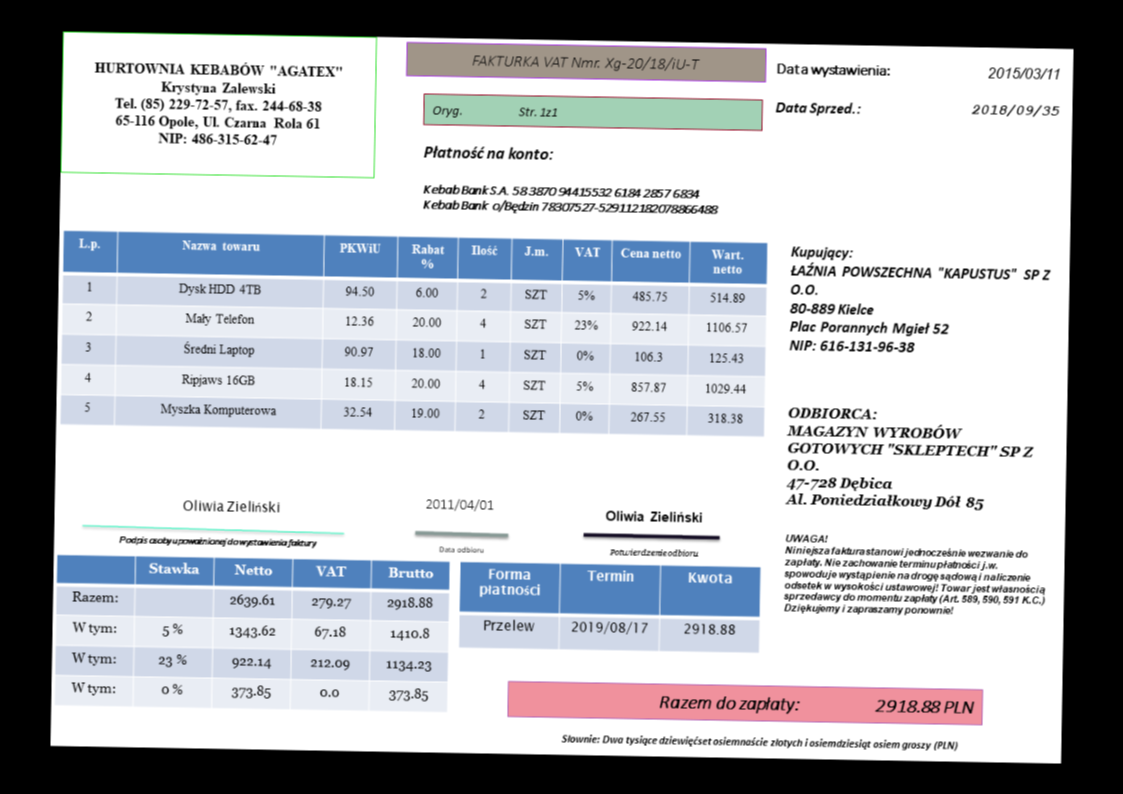 HURTOWNIA KEBABÓW "AGATEX"
Krystyna Zalewski
Tel. (85) 229-72-57, fax. 244-68-38
65-116 Opole, Ul. Czarna Rola 61
NIP: 486-315-62-47
FAKTURKA VAT Nmr. Xg-20/18/iU-T
Oryg. Str. 1z1
Data wystawienia: 2015/03/11
Data Sprzed.: 2018/09/35
Płatność na konto:
Kebab Bank S.A. 58 3870 94415532 6184 2857 6834
Kebab Bank o/Będzin 78307527-529112182078866488
L.p. Nazwa towaru PKWiU Rabat % Ilość J.m. VAT Cena netto Wart. netto
1 Dysk HDD 4TB 94.50 6.00 2 SZT 5% 485.75 514.89
2 Mały Telefon 12.36 20.00 4 SZT 23% 922.14 1106.57
3 Średni Laptop 90.97 18.00 1 SZT 0% 106.3 125.43
4 Ripjaws 16GB 18.15 20.00 4 SZT 5% 857.87 1029.44
5 Myszka Komputerowa 32.54 19.00 2 SZT 0% 267.55 318.38
Kupujący:
ŁAŹNIA POWSZECHNA "KAPUSTUS" SP Z
O.O.
80-889 Kielce
Plac Porannych Mgieł 52
NIP: 616-131-96-38
ODBIORCA:
MAGAZYN WYROBÓW
GOTOWYCH "SKLEPTECH" SP Z
O.O.
47-728 Dębica
Al. Poniedziałkowy Dół 85
Oliwia Zieliński
Podpis osoby upoważnionej do wystawienia faktury
2011/04/01
Data odbioru
Oliwia Zieliński
Potwierdzenie odbioru
UWAGA!
Niniejsza faktura stanowi jednocześnie wezwanie do
zapłaty. Nie zachowanie terminu płatności j.w.
spowoduje wystąpienie na drogę sądową i naliczenie
odsetek w wysokości ustawowej! Towar jest własnością
sprzedawcy do momentu zapłaty (Art. 589, 590, 591 K.C.)
Dziękujemy i zapraszamy ponownie!
Stawka Netto VAT Brutto
Razem: 2639.61 279.27 2918.88
W tym: 5 % 1343.62 67.18 1410.8
W tym: 23 % 922.14 212.09 1134.23
W tym: 0 % 373.85 0.0 373.85
Forma płatności Termin Kwota
Przelew 2019/08/17 2918.88
Razem do zapłaty: 2918.88 PLN
Słownie: Dwa tysiące dziewięćset osiemnaście złotych i osiemdziesiąt osiem groszy (PLN)